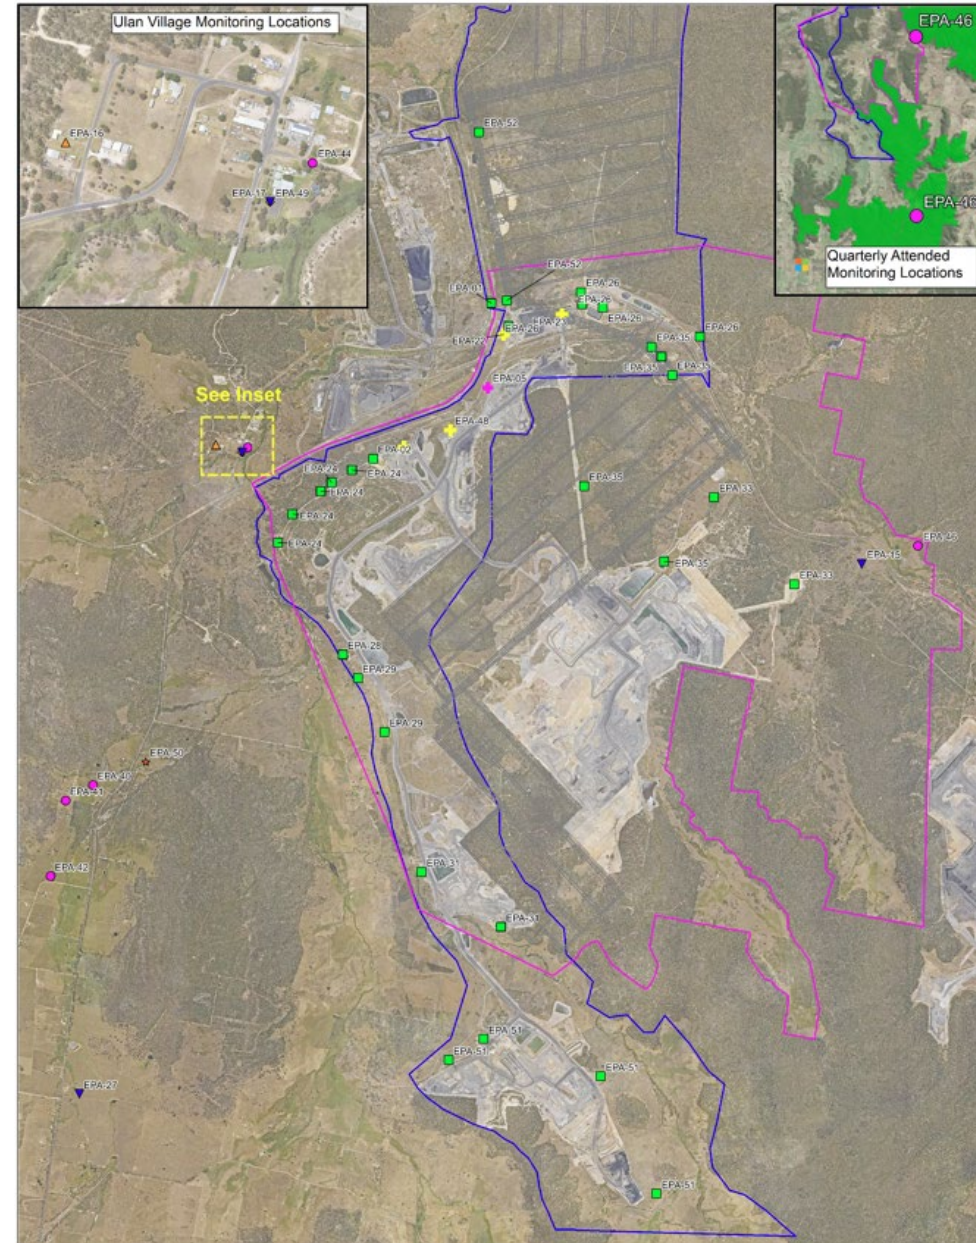 Ulan Village Monitoring Locations
EPA-16
EPA-44
EPA-17
EPA-49
EPA-46
EPA-46
Quarterly Attended
Monitoring Locations
EPA-52
EPA-52
EPA-01
EPA-26
EPA-26
EPA-26
EPA-26
EPA-26
EPA-22
EPA-35
EPA-35
EPA-35
EPA-05
See Inset
EPA-48
EPA-02
EPA-24
EPA-24
EPA-24
EPA-24
EPA-24
EPA-35
EPA-33
EPA-46
EPA-15
EPA-35
EPA-33
EPA-28
EPA-29
EPA-29
EPA-50
EPA-40
EPA-41
EPA-42
EPA-31
EPA-31
EPA-51
EPA-51
EPA-51
EPA-27
EPA-51